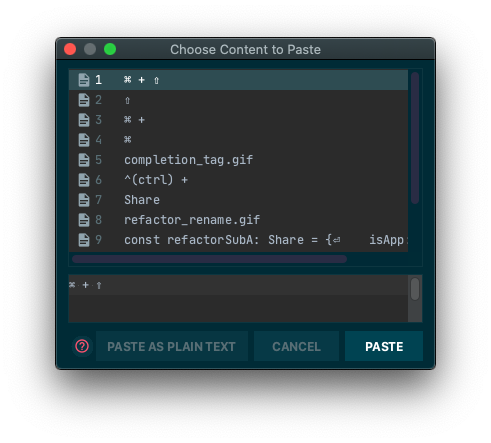 Choose Content to Paste
1 ⌘ + ⇧
2 ⇧
3 ⌘ +
4 ⌘
5 completion_tag.gif
6 ^(ctrl) +
7 Share
8 refactor_rename.gif
9 const refactorSubA: Share = {⏎ isApp
⌘ + ⇧
? PASTE AS PLAIN TEXT CANCEL PASTE